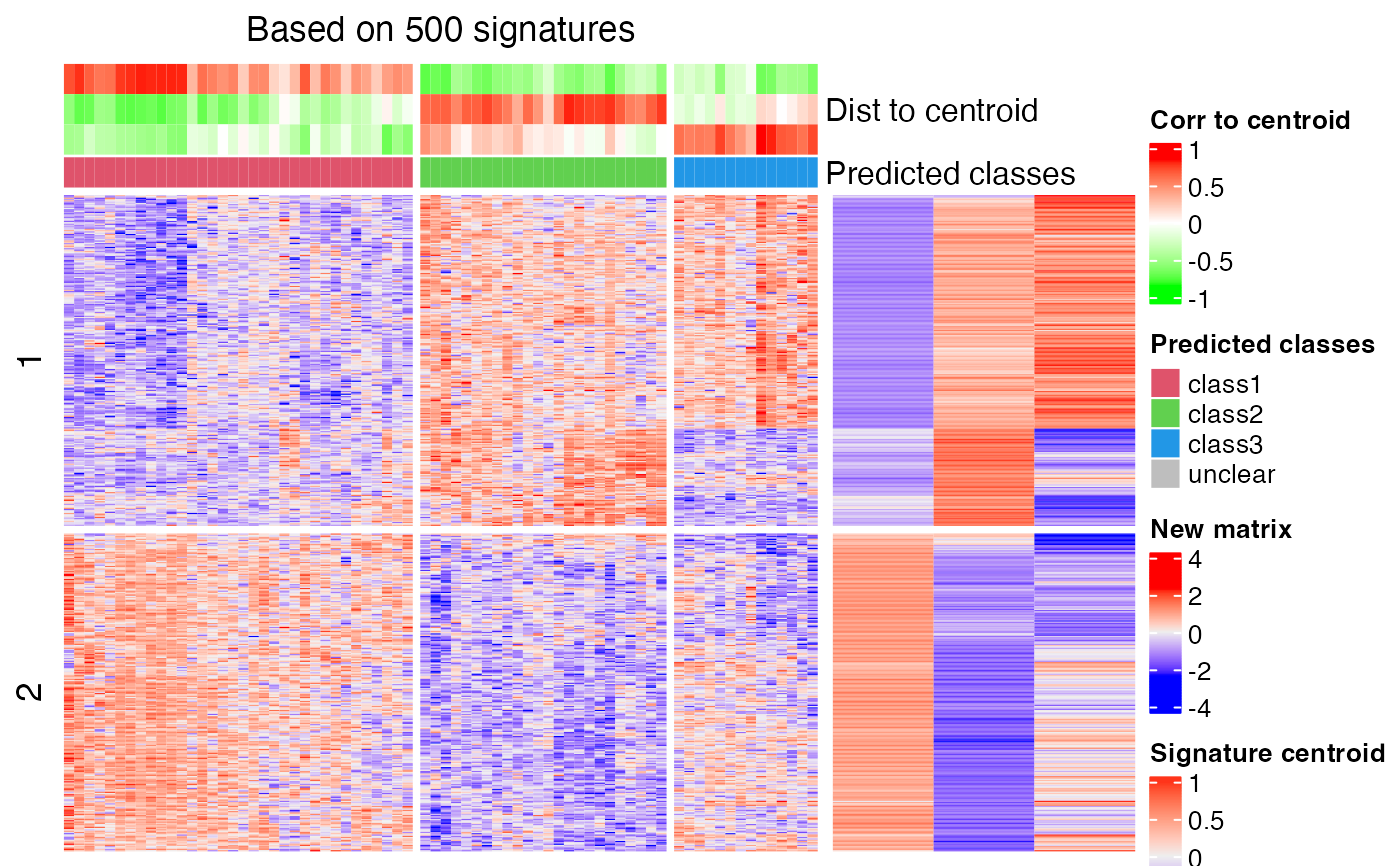 Based on 500 signatures
Dist to centroid
Predicted classes
1
2
Corr to centroid
1
0.5
0
-0.5
-1
Predicted classes
class1
class2
class3
unclear
New matrix
4
2
0
-2
-4
Signature centroid
1
0.5
0